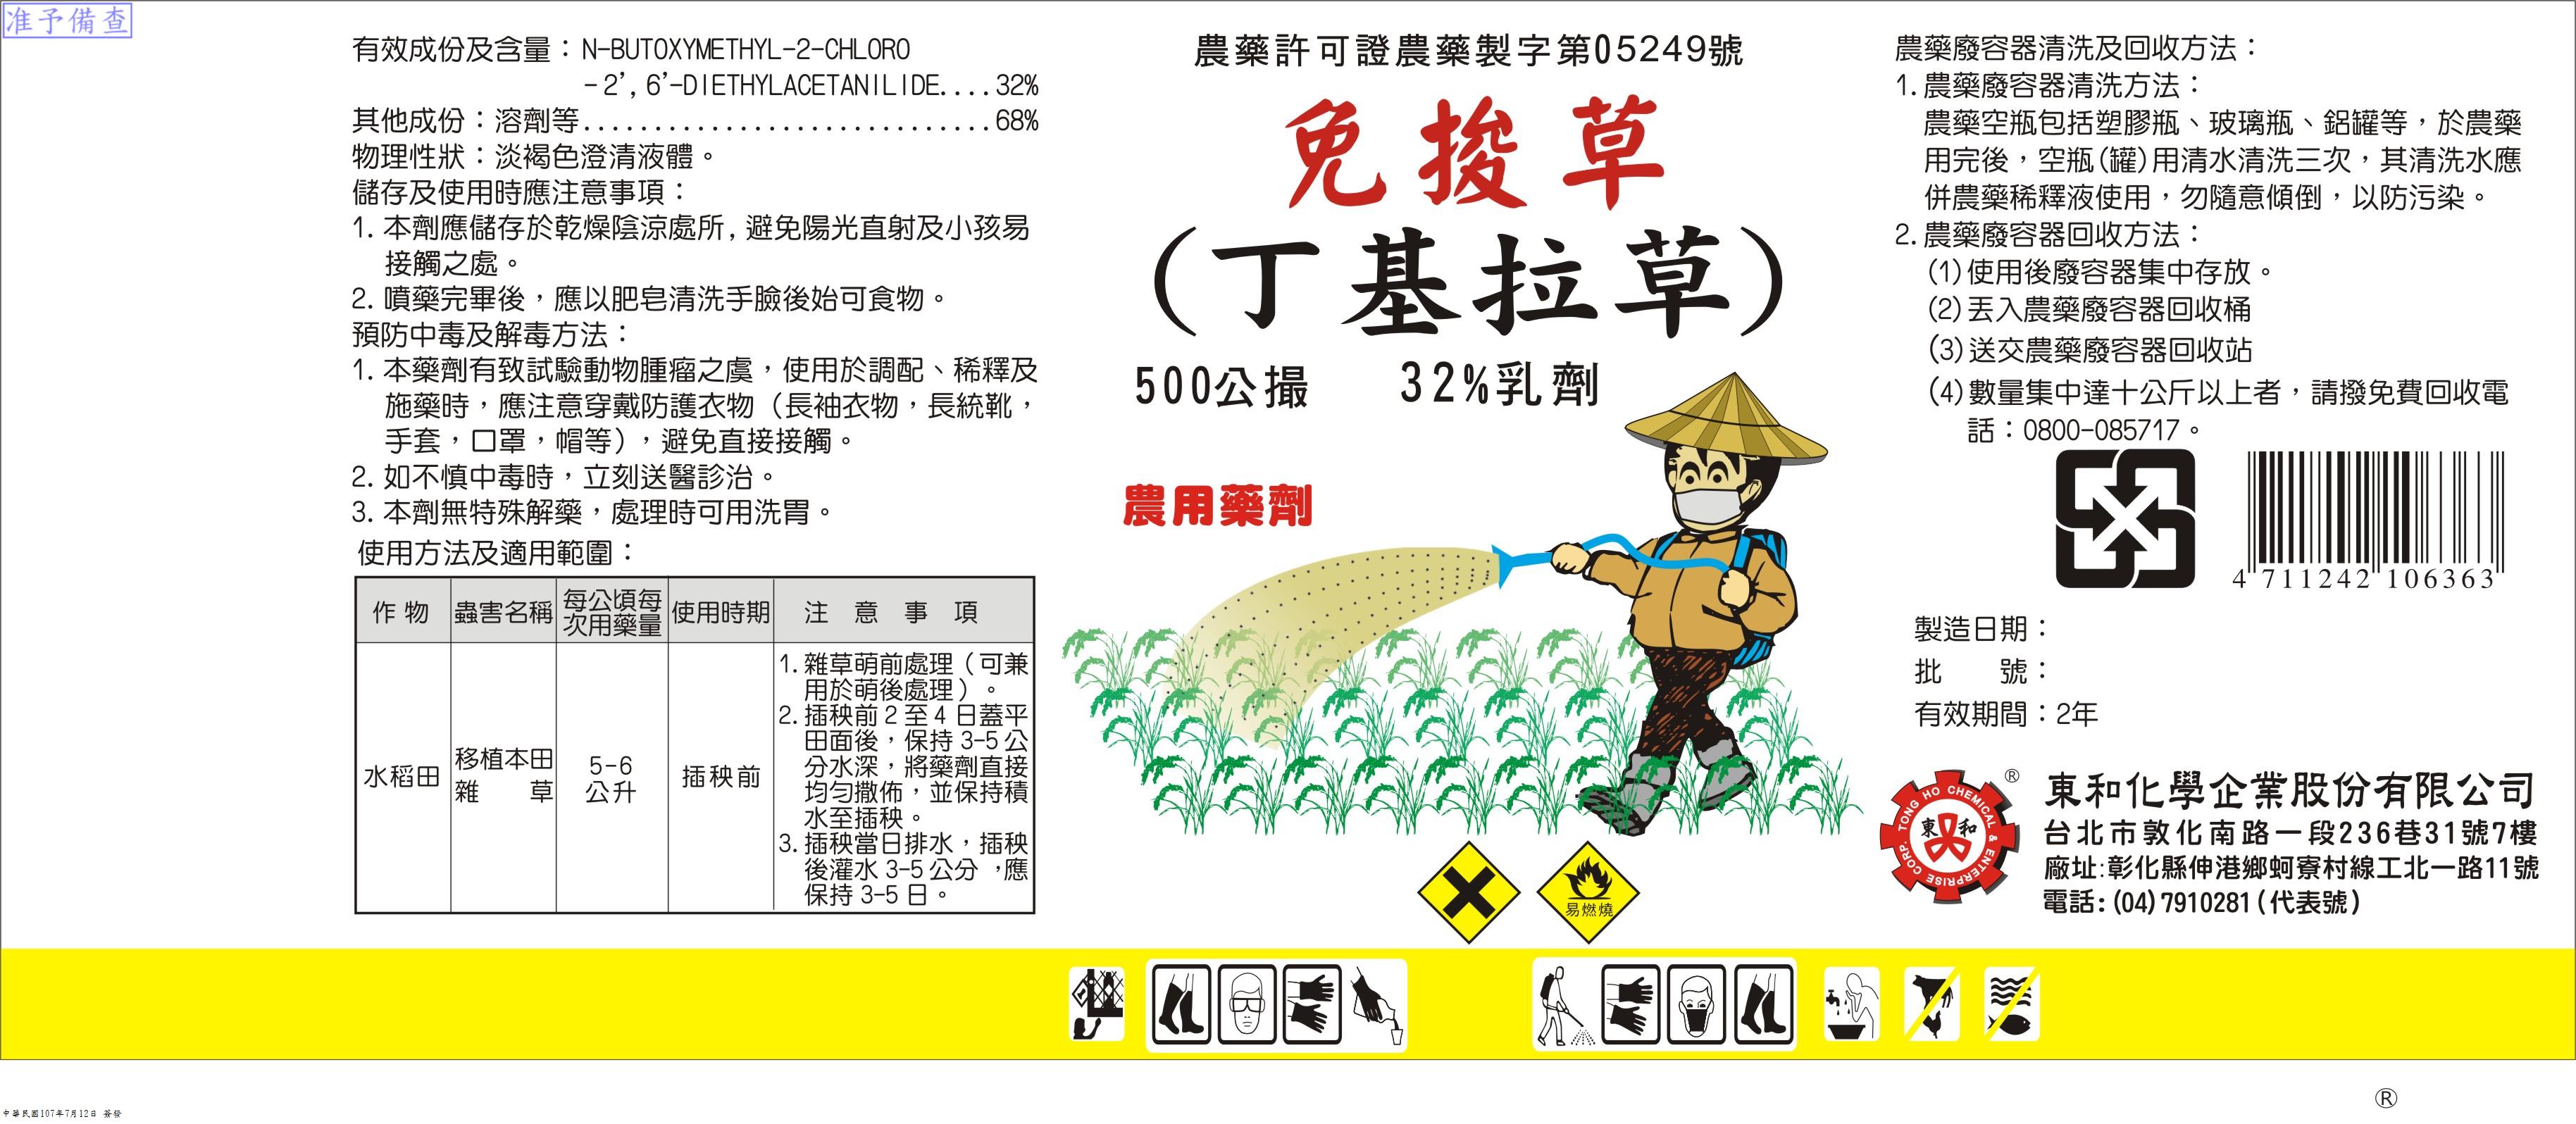 准予備查
有效成份及含量：N-BUTOXYMETHYL-2-CHLORO
-2’,6’-DIETHYLACETANILIDE....32%
其他成份：溶劑等.............................68%
物理性狀：淡褐色澄清液體。
儲存及使用時應注意事項：
1. 本劑應儲存於乾燥陰涼處所，避免陽光直射及小孩易
接觸之處。
2. 噴藥完畢後，應以肥皂清洗手臉後始可食物。
預防中毒及解毒方法：
1. 本藥劑有致試驗動物腫瘤之虞，使用於調配、稀釋及
施藥時，應注意穿戴防護衣物（長袖衣物，長統靴，
手套，口罩，帽等），避免直接接觸。
2. 如不慎中毒時，立刻送醫診治。
3. 本劑無特殊解藥，處理時可用洗胃。
使用方法及適用範圍：
作物 蟲害名稱 每公頃每次用藥量 使用時期 注意事項
水稻田
移植本田
雜草
5-6
公升
插秧前
1. 雜草萌前處理（可兼
用於萌後處理）。
2. 插秧前2至4日蓋平
田面後，保持3-5公
分水深，將藥劑直接
均勻撒佈，並保持積
水至插秧。
3. 插秧當日排水，插秧
後灌水3-5公分，應
保持3-5日。
農藥許可證農藥製字第05249號
免挼草
（丁基拉草）
500公撮 32%乳劑
農用藥劑
易燃燒
農藥廢容器清洗及回收方法：
1. 農藥廢容器清洗方法：
農藥空瓶包括塑膠瓶、玻璃瓶、鋁罐等，於農藥
用完後，空瓶(罐)用清水清洗三次，其清洗水應
併農藥稀釋液使用，勿隨意傾倒，以防污染。
2. 農藥廢容器回收方法：
(1)使用後廢容器集中存放。
(2)丟入農藥廢容器回收桶
(3)送交農藥廢容器回收站
(4)數量集中達十公斤以上者，請撥免費回收電
話：0800-085717。
4 711242 106363
製造日期：
批　　號：
有效期間：2年
TONG HO CHEMICAL & ENTERPRISE CORP.
東和
®
東和化學企業股份有限公司
台北市敦化南路一段236巷31號7樓
廠址:彰化縣伸港鄉蚵寮村線工北一路11號
電話:(04)7910281(代表號)
®
中華民國107年7月12日 簽發